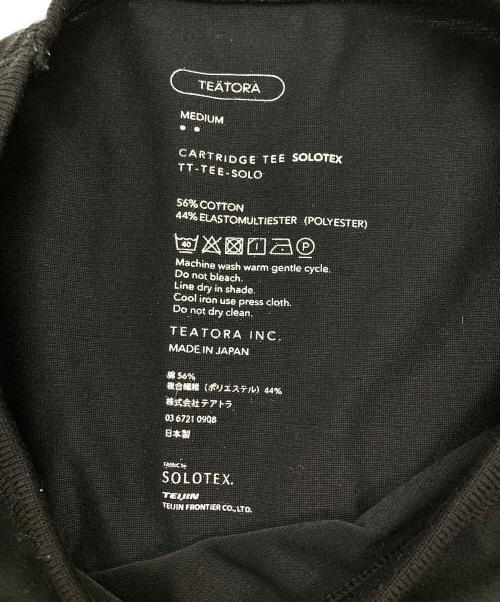 TEÄTORA
MEDIUM
CARTRIDGE TEE SOLOTEX
TT-TEE-SOLO
56% COTTON
44% ELASTOMULTIESTER (POLYESTER)
40 P
Machine wash warm gentle cycle.
Do not bleach.
Line dry in shade.
Cool iron use press cloth.
Do not dry clean.
TEATORA INC.
MADE IN JAPAN
綿 56%
複合繊維（ポリエステル）44%
株式会社テアトラ
03 6721 0908
日本製
FABRIC by
SOLOTEX.
TEIJIN
TEIJIN FRONTIER CO., LTD.